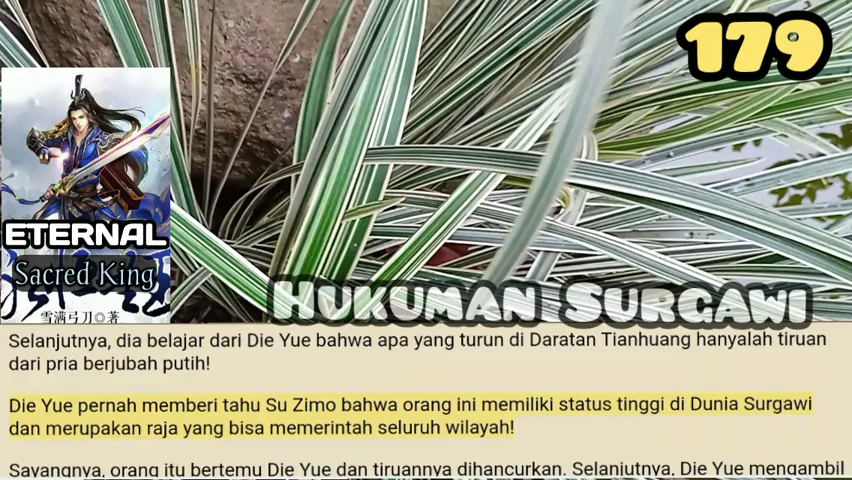 179
ETERNAL
Sacred King
雪满弓刀◎著
Hukuman Surgawi
Selanjutnya, dia belajar dari Die Yue bahwa apa yang turun di Daratan Tianhuang hanyalah tiruan
dari pria berjubah putih!
Die Yue pernah memberi tahu Su Zimo bahwa orang ini memiliki status tinggi di Dunia Surgawi
dan merupakan raja yang bisa memerintah seluruh wilayah!
Sayangnya, orang itu bertemu Die Yue dan tiruannya dihancurkan. Selanjutnya, Die Yue mengambil